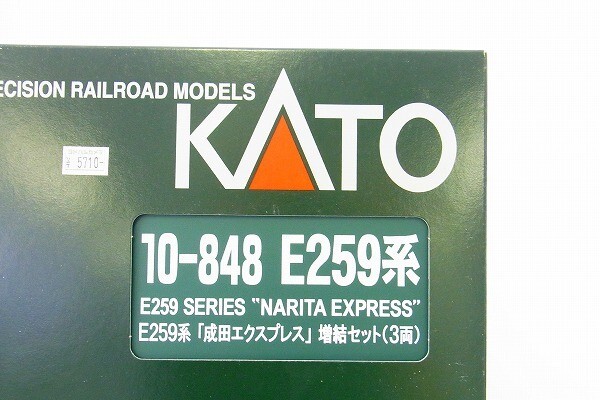 ECISION RAILROAD MODELS
KATO
¥ 5710-
10-848 E259系
E259 SERIES "NARITA EXPRESS"
E259系「成田エクスプレス」増結セット(3両)